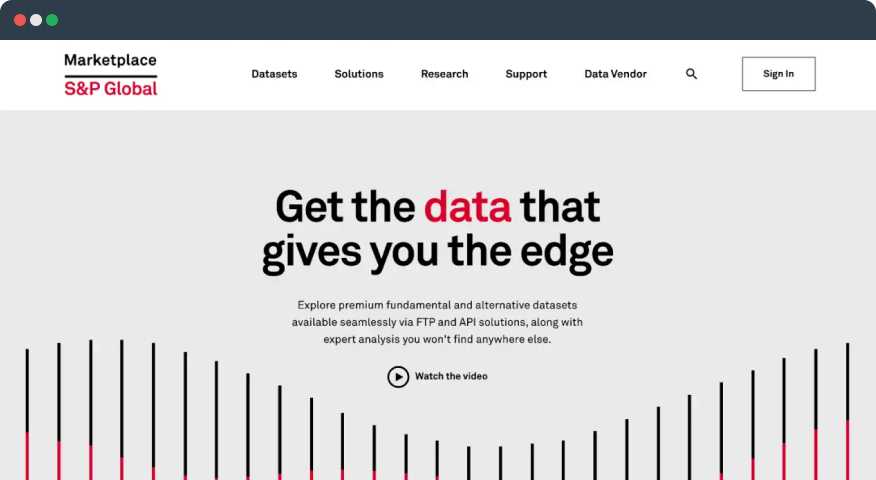 Marketplace
S&P Global
Datasets
Solutions
Research
Support
Data Vendor
Sign In
Get the data that
gives you the edge
Explore premium fundamental and alternative datasets
available seamlessly via FTP and API solutions, along with
expert analysis you won't find anywhere else.
Watch the video